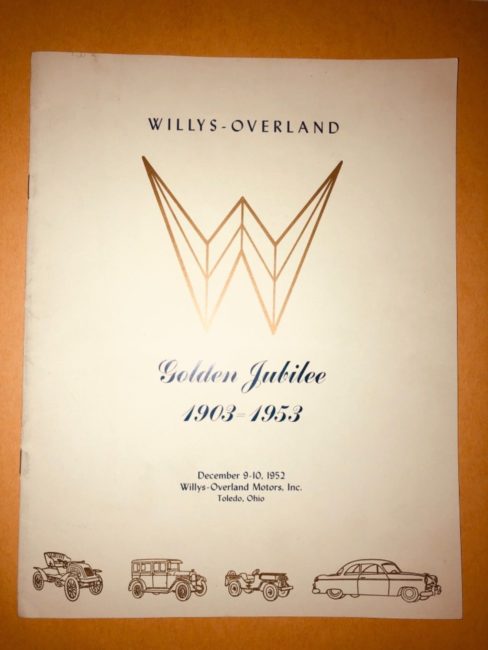 WILLYS-OVERLAND
Golden Jubilee
1903-1953
December 9-10, 1952
Willys-Overland Motors, Inc.
Toledo, Ohio